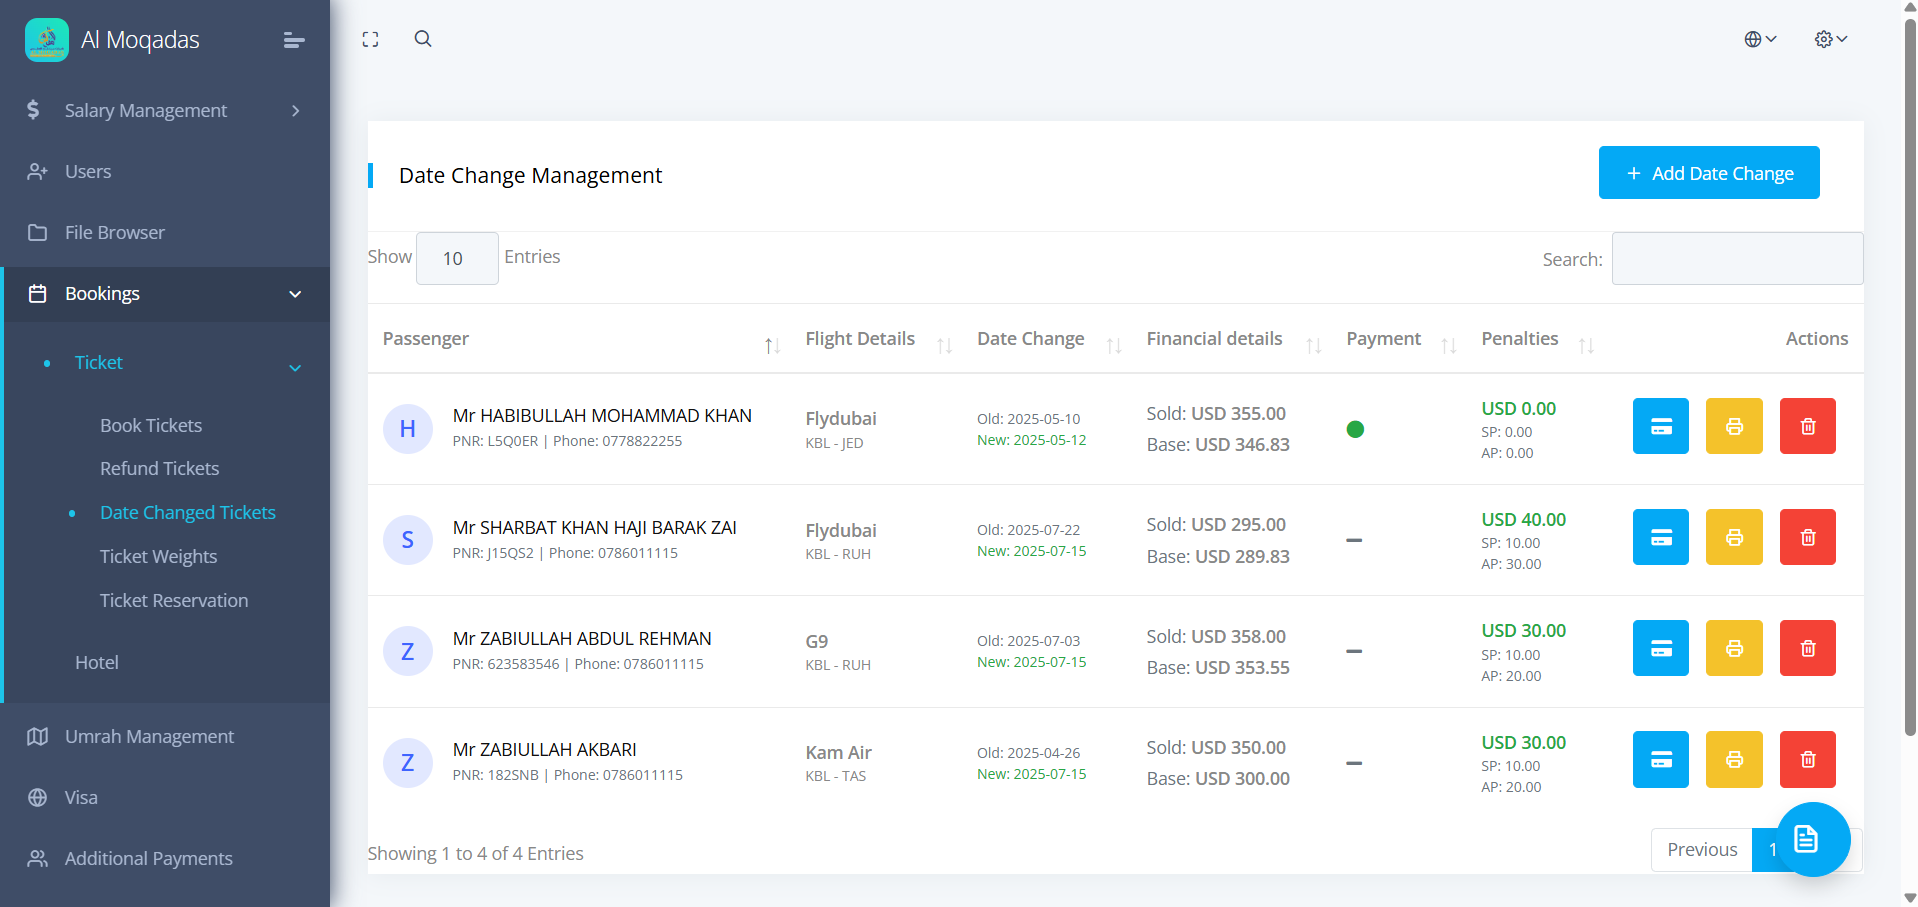 Al Moqadas
Salary Management
Users
File Browser
Bookings
Ticket
Book Tickets
Refund Tickets
Date Changed Tickets
Ticket Weights
Ticket Reservation
Hotel
Umrah Management
Visa
Additional Payments
Date Change Management
+ Add Date Change
Show 10 Entries
Search:
Passenger Flight Details Date Change Financial details Payment Penalties Actions
H
Mr HABIBULLAH MOHAMMAD KHAN
PNR: L5Q0ER | Phone: 0778822255
Flydubai
KBL - JED
Old: 2025-05-10
New: 2025-05-12
Sold: USD 355.00
Base: USD 346.83
USD 0.00
SP: 0.00
AP: 0.00
S
Mr SHARBAT KHAN HAJI BARAK ZAI
PNR: J15QS2 | Phone: 0786011115
Flydubai
KBL - RUH
Old: 2025-07-22
New: 2025-07-15
Sold: USD 295.00
Base: USD 289.83
USD 40.00
SP: 10.00
AP: 30.00
Z
Mr ZABIULLAH ABDUL REHMAN
PNR: 623583546 | Phone: 0786011115
G9
KBL - RUH
Old: 2025-07-03
New: 2025-07-15
Sold: USD 358.00
Base: USD 353.55
USD 30.00
SP: 10.00
AP: 20.00
Z
Mr ZABIULLAH AKBARI
PNR: 182SNB | Phone: 0786011115
Kam Air
KBL - TAS
Old: 2025-04-26
New: 2025-07-15
Sold: USD 350.00
Base: USD 300.00
USD 30.00
SP: 10.00
AP: 20.00
Showing 1 to 4 of 4 Entries
Previous 1